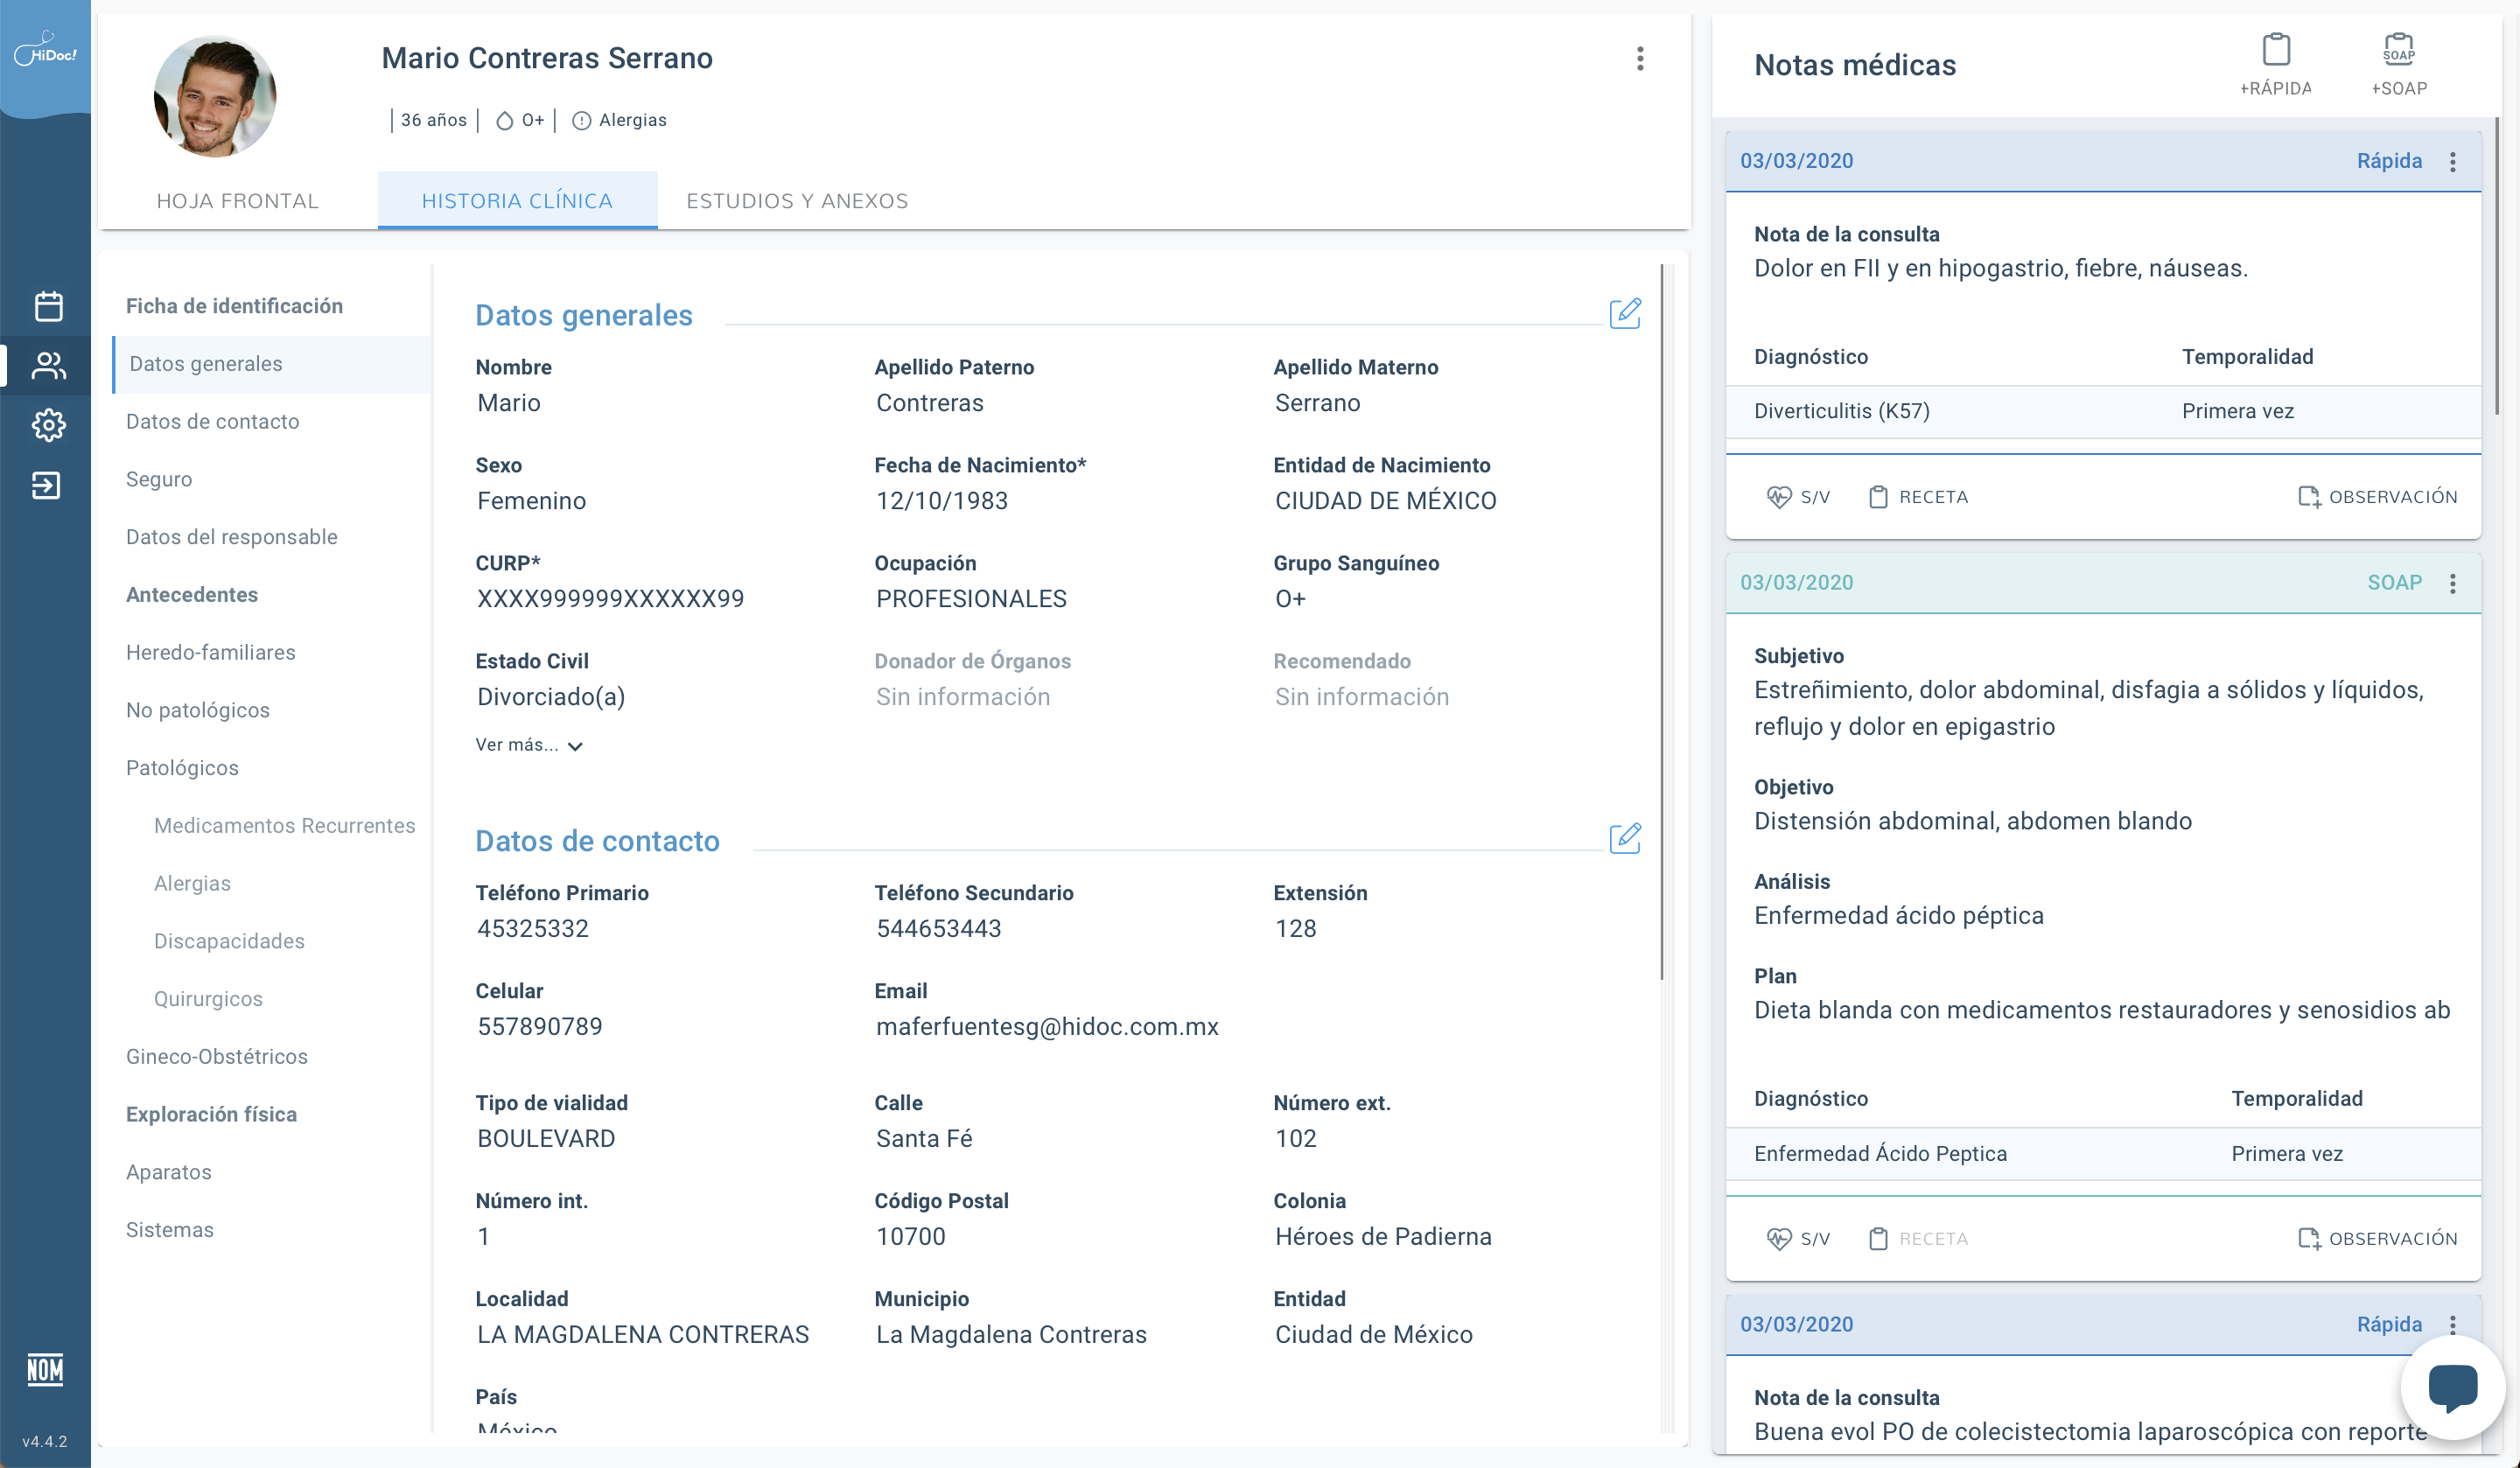 HiDoc!
Mario Contreras Serrano
36 años
O+
Alergias
HOJA FRONTAL
HISTORIA CLÍNICA
ESTUDIOS Y ANEXOS
Ficha de identificación
Datos generales
Datos de contacto
Seguro
Datos del responsable
Antecedentes
Heredo-familiares
No patológicos
Patológicos
Medicamentos Recurrentes
Alergias
Discapacidades
Quirurgicos
Gineco-Obstétricos
Exploración física
Aparatos
Sistemas
NOM
v4.4.2
Datos generales
Nombre Apellido Paterno Apellido Materno
Mario Contreras Serrano
Sexo Fecha de Nacimiento* Entidad de Nacimiento
Femenino 12/10/1983 CIUDAD DE MÉXICO
CURP* Ocupación Grupo Sanguíneo
XXXX999999XXXXXX99 PROFESIONALES O+
Estado Civil Donador de Órganos Recomendado
Divorciado(a) Sin información Sin información
Ver más...
Datos de contacto
Teléfono Primario Teléfono Secundario Extensión
45325332 544653443 128
Celular Email
557890789 maferfuentesg@hidoc.com.mx
Tipo de vialidad Calle Número ext.
BOULEVARD Santa Fé 102
Número int. Código Postal Colonia
1 10700 Héroes de Padierna
Localidad Municipio Entidad
LA MAGDALENA CONTRERAS La Magdalena Contreras Ciudad de México
País
México
Notas médicas
+RÁPIDA
SOAP
+SOAP
03/03/2020 Rápida
Nota de la consulta
Dolor en FII y en hipogastrio, fiebre, náuseas.
Diagnóstico Temporalidad
Diverticulitis (K57) Primera vez
S/V RECETA OBSERVACIÓN
03/03/2020 SOAP
Subjetivo
Estreñimiento, dolor abdominal, disfagia a sólidos y líquidos,
reflujo y dolor en epigastrio
Objetivo
Distensión abdominal, abdomen blando
Análisis
Enfermedad ácido péptica
Plan
Dieta blanda con medicamentos restauradores y senosidios ab
Diagnóstico Temporalidad
Enfermedad Ácido Peptica Primera vez
S/V RECETA OBSERVACIÓN
03/03/2020 Rápida
Nota de la consulta
Buena evol PO de colecistectomia laparoscópica con reporte